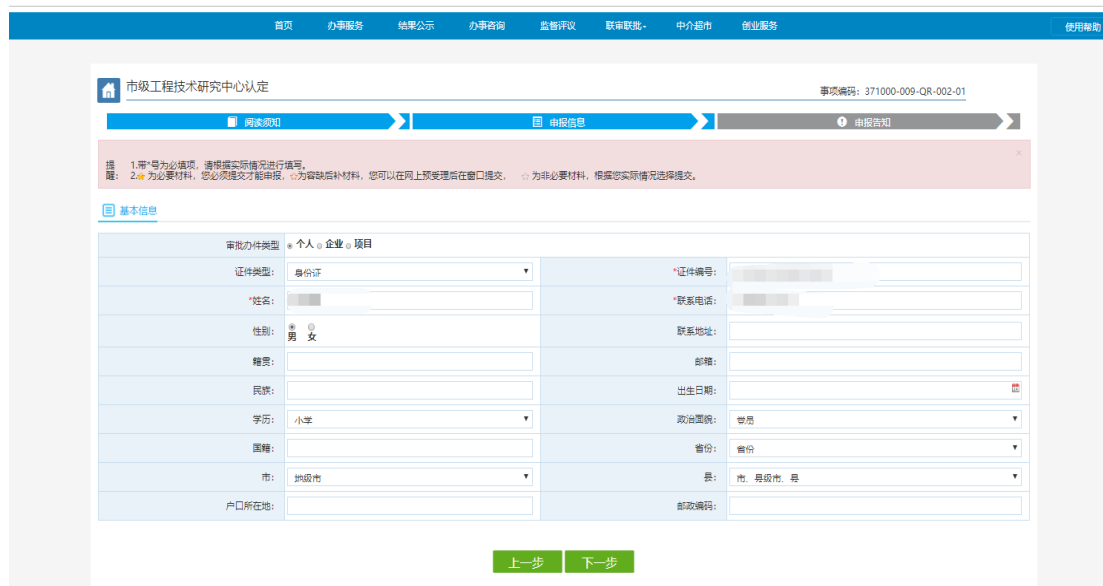 首页 办事服务 结果公示 办事咨询 监督评议 联审联批 中介超市 创业服务 使用帮助
市级工程技术研究中心认定
事项编码：371000-009-QR-002-01
阅读须知 申报信息 申报告知
提醒： 1.带*号为必填项，请根据实际情况进行填写。
2.☆ 为必要材料，您必须提交才能申报，☆为容缺后补材料，您可以在网上预受理后在窗口提交， ☆ 为非必要材料，根据您实际情况选择提交。
基本信息
审批办件类型 个人 企业 项目
证件类型： 身份证 *证件编号：
*姓名： *联系电话：
性别： 男 女 联系地址：
籍贯： 邮箱：
民族： 出生日期：
学历： 小学 政治面貌： 党员
国籍： 省份： 省份
市： 地级市 县： 市、县级市、县
户口所在地： 邮政编码：
上一步 下一步